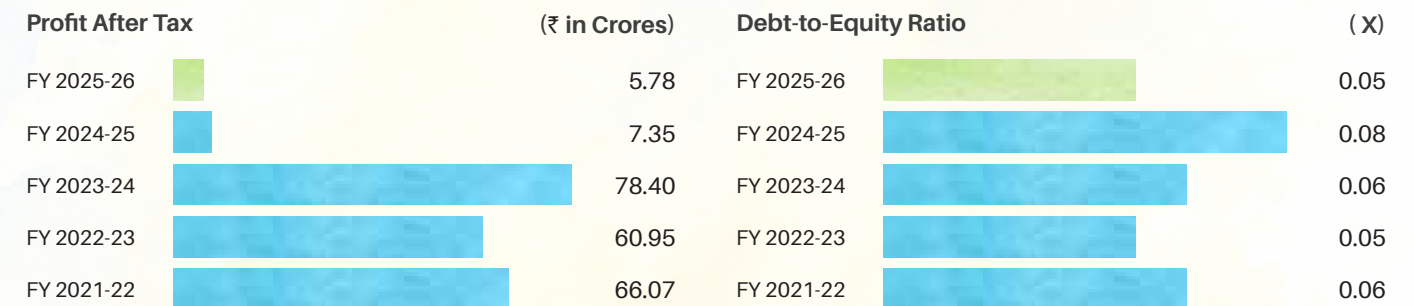 Profit After Tax (₹ in Crores)
FY 2025-26 5.78
FY 2024-25 7.35
FY 2023-24 78.40
FY 2022-23 60.95
FY 2021-22 66.07
Debt-to-Equity Ratio ( X)
FY 2025-26 0.05
FY 2024-25 0.08
FY 2023-24 0.06
FY 2022-23 0.05
FY 2021-22 0.06